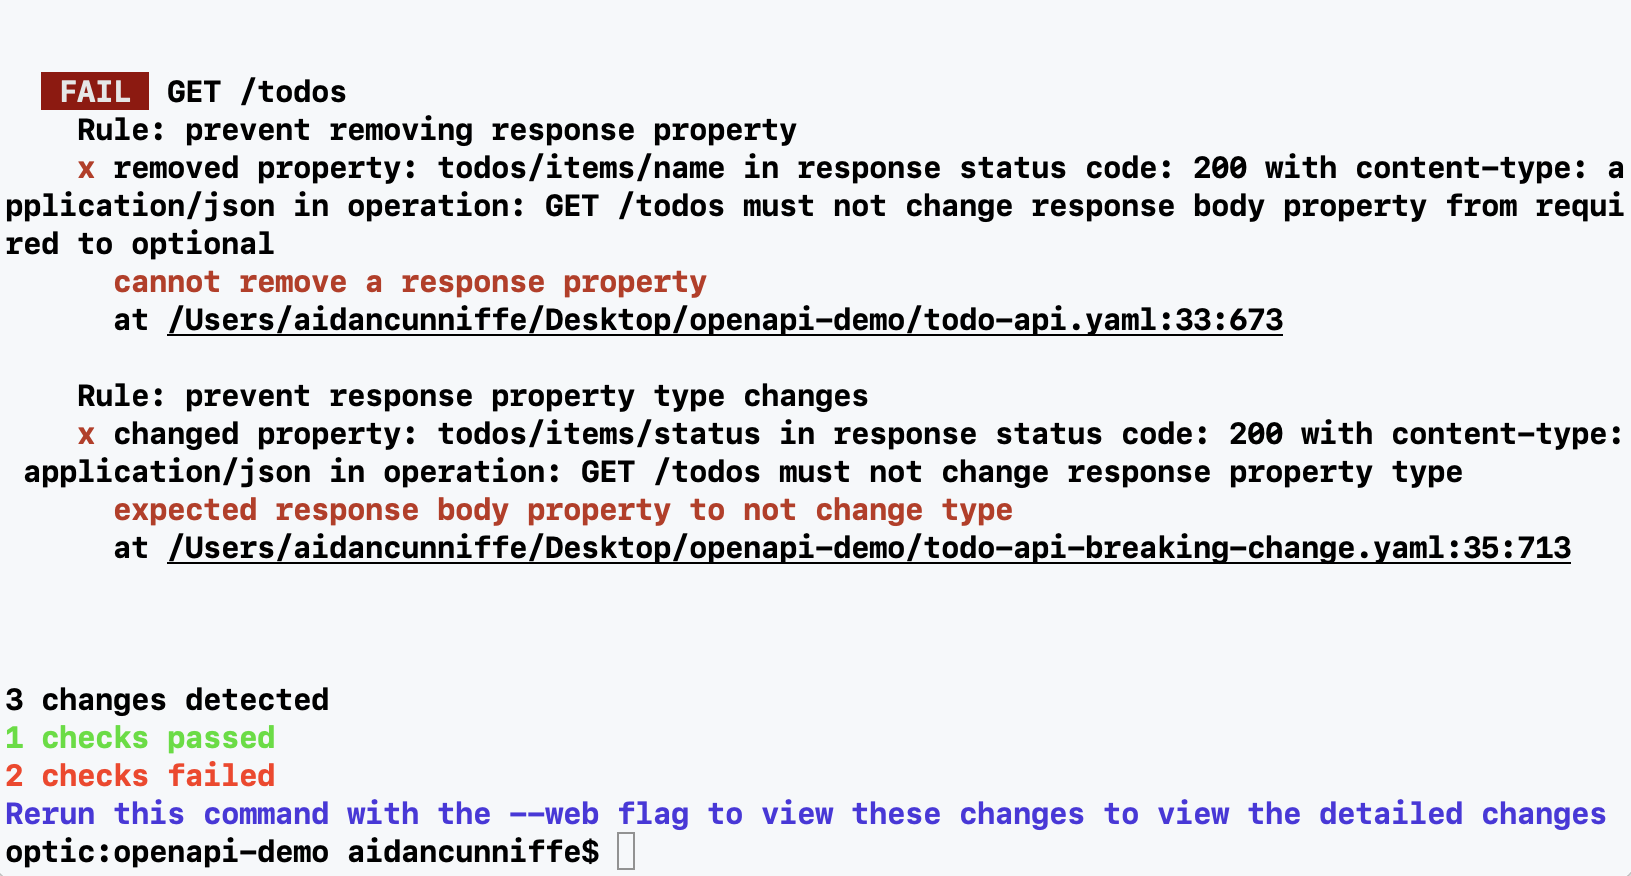 FAIL GET /todos
Rule: prevent removing response property
x removed property: todos/items/name in response status code: 200 with content-type: a
pplication/json in operation: GET /todos must not change response body property from requi
red to optional
cannot remove a response property
at /Users/aidancunniffe/Desktop/openapi-demo/todo-api.yaml:33:673
Rule: prevent response property type changes
x changed property: todos/items/status in response status code: 200 with content-type:
application/json in operation: GET /todos must not change response property type
expected response body property to not change type
at /Users/aidancunniffe/Desktop/openapi-demo/todo-api-breaking-change.yaml:35:713
3 changes detected
1 checks passed
2 checks failed
Rerun this command with the --web flag to view these changes to view the detailed changes
optic:openapi-demo aidancunniffe$